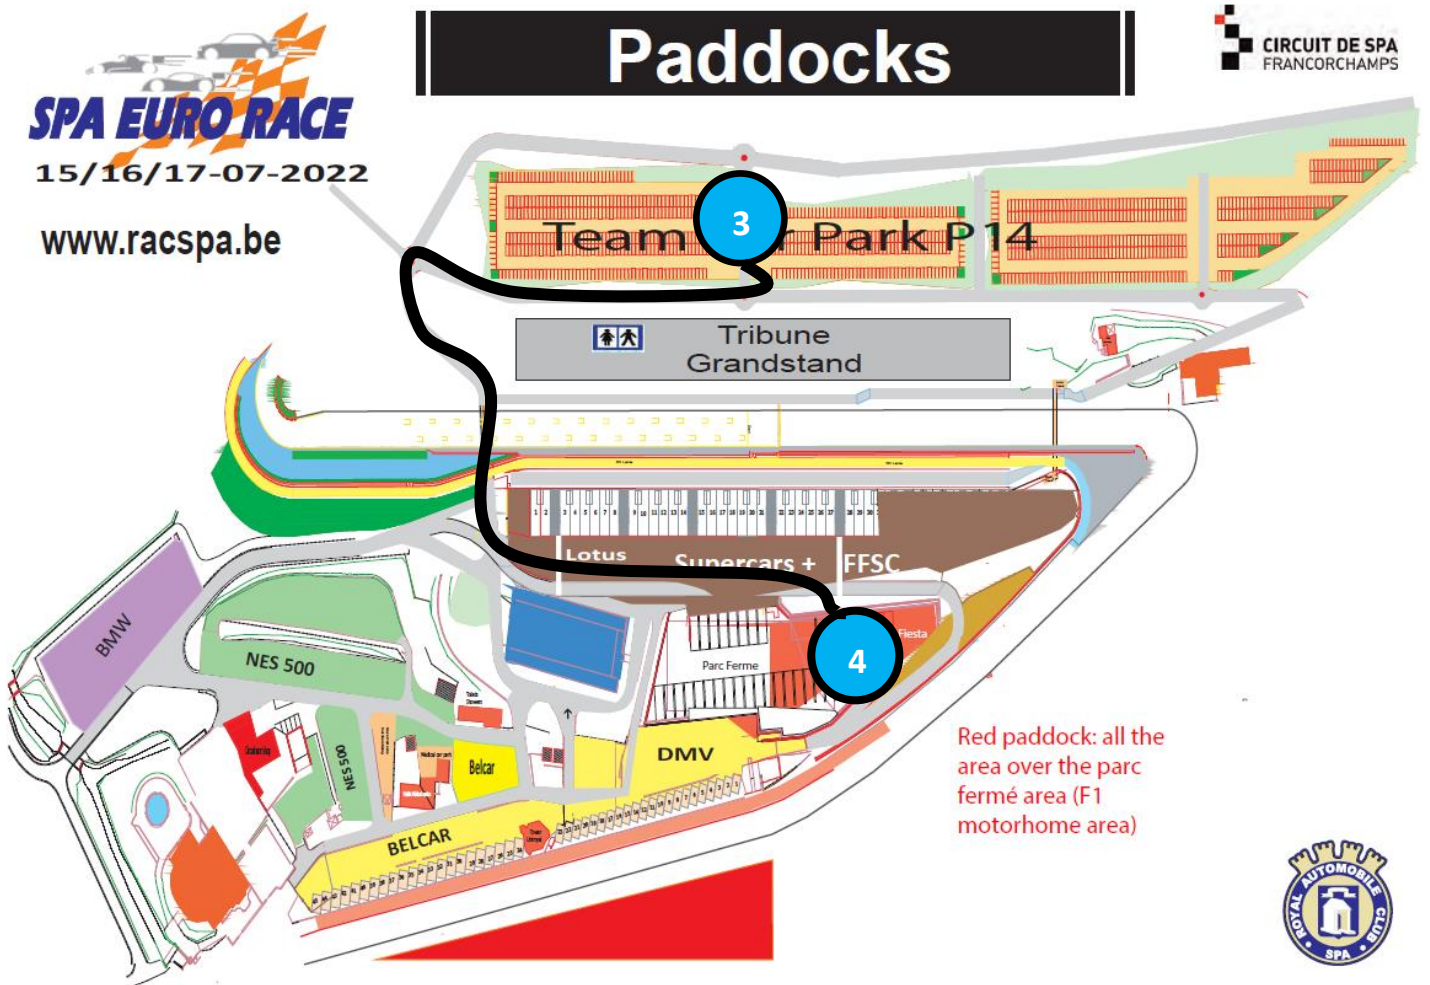 Paddocks
SPA EURO RACE
15/16/17-07-2022
www.racspa.be
CIRCUIT DE SPA
FRANCORCHAMPS
3
Team Car Park P14
Tribune
Grandstand
Lotus
Supercars +
FFSC
Fiesta
4
Parc Ferme
BMW
NES 500
NES 500
Belcar
DMV
BELCAR
Red paddock: all the
area over the parc
fermé area (F1
motorhome area)
ROYAL AUTOMOBILE CLUB
SPA